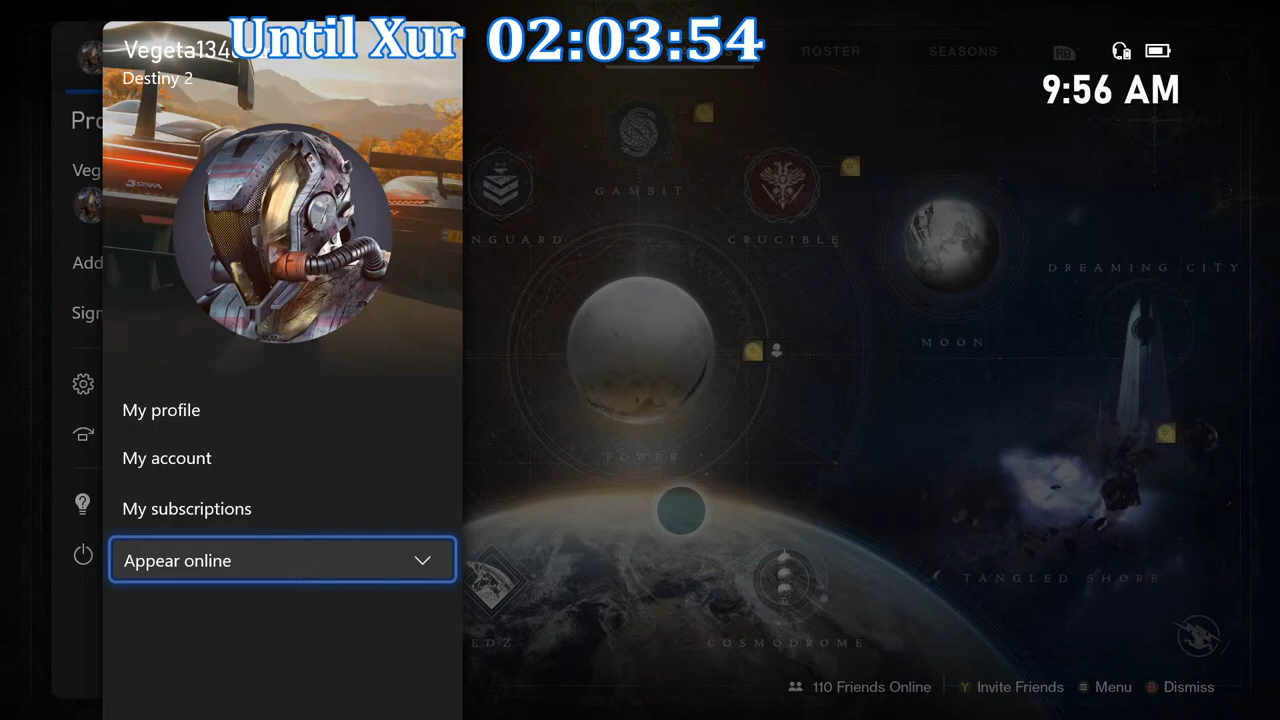 Until Xur 02:03:54
Vegeta134
Destiny 2
ROSTER
SEASONS
RB
9:56 AM
Pro
Veg
Add
Sign
My profile
My account
My subscriptions
Appear online
GAMBIT
NGUARD
CRUCIBLE
DREAMING CITY
MOON
TOWER
TANGLED SHORE
EDZ
COSMODROME
110 Friends Online
Y Invite Friends
Menu
B Dismiss